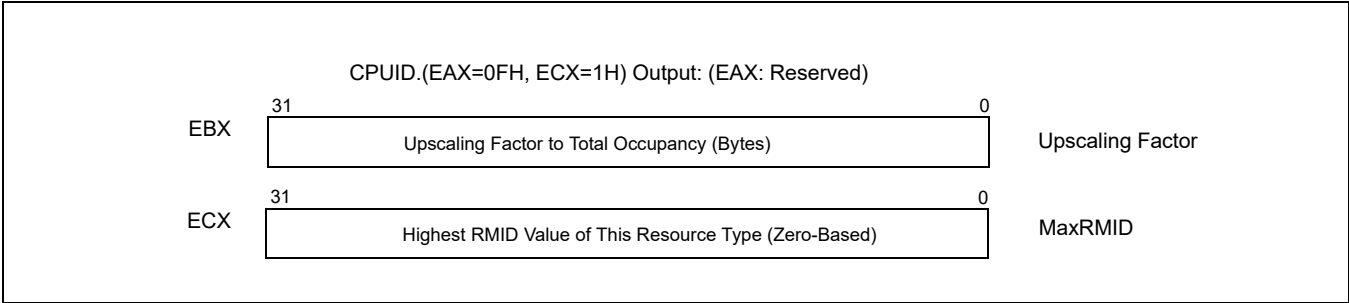 CPUID.(EAX=0FH, ECX=1H) Output: (EAX: Reserved)
31 0
EBX Upscaling Factor to Total Occupancy (Bytes) Upscaling Factor
31 0
ECX Highest RMID Value of This Resource Type (Zero-Based) MaxRMID